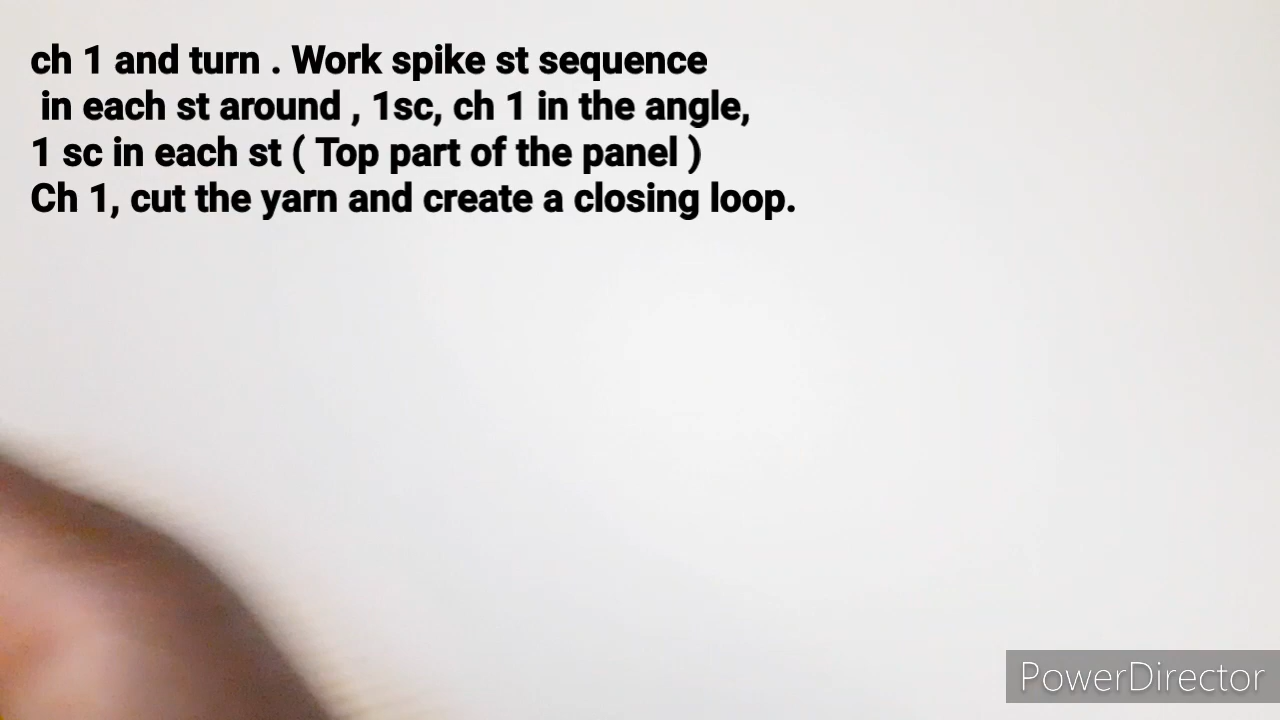 ch 1 and turn . Work spike st sequence
in each st around , 1sc, ch 1 in the angle,
1 sc in each st ( Top part of the panel )
Ch 1, cut the yarn and create a closing loop.
PowerDirector